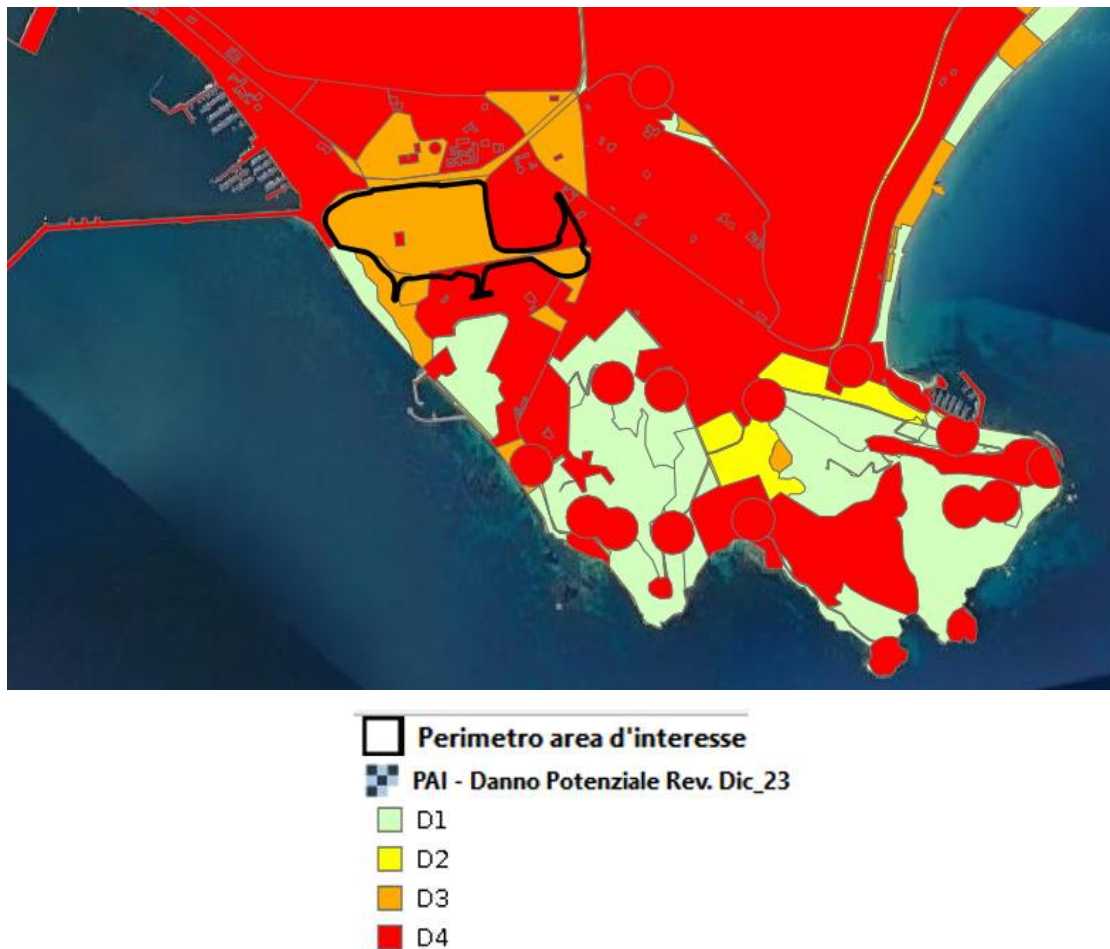 Perimetro area d'interesse
PAI - Danno Potenziale Rev. Dic_23
D1
D2
D3
D4